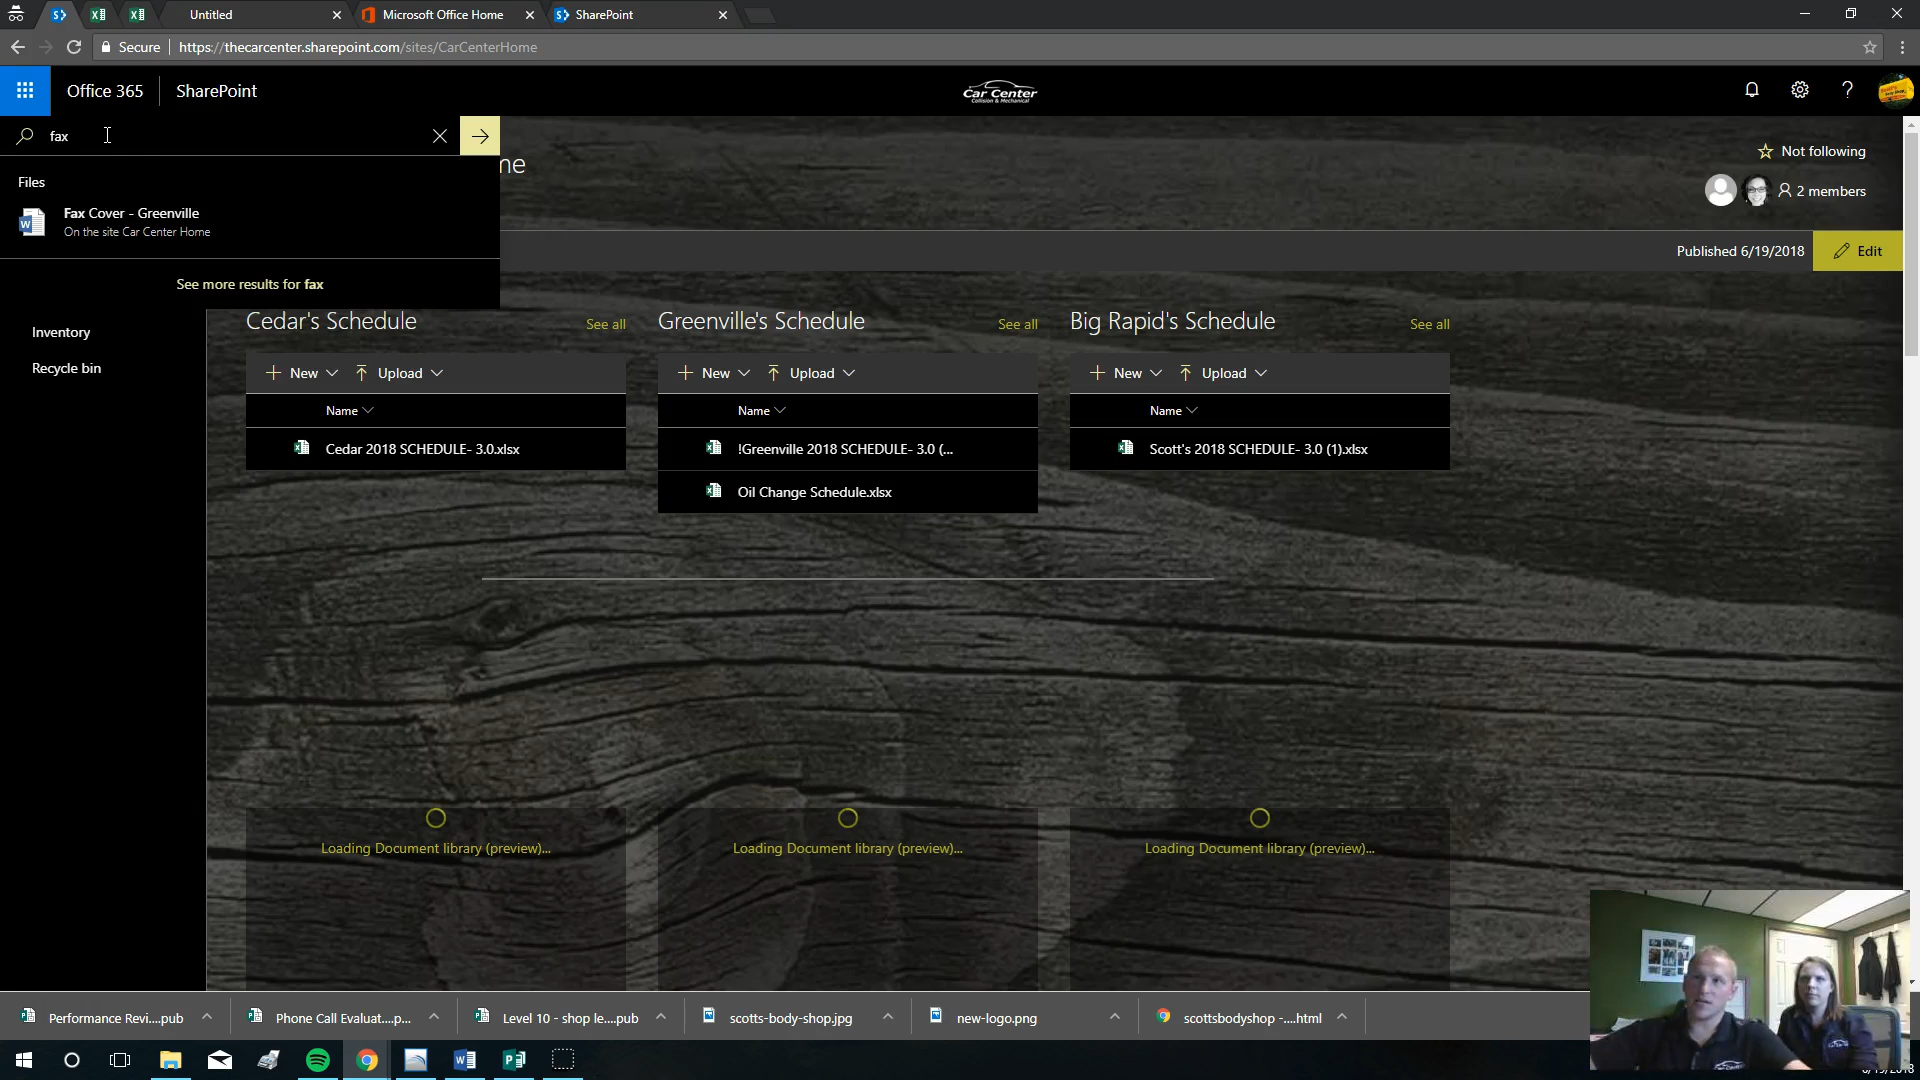 Untitled
Microsoft Office Home
SharePoint
Secure
https://thecarcenter.sharepoint.com/sites/CarCenterHome
Office 365
SharePoint
Car Center
Collision & Mechanical
fax
Files
Fax Cover - Greenville
On the site Car Center Home
See more results for fax
me
Not following
2 members
Published 6/19/2018
Edit
Inventory
Recycle bin
Cedar's Schedule
See all
New
Upload
Name
Cedar 2018 SCHEDULE- 3.0.xlsx
Greenville's Schedule
See all
New
Upload
Name
!Greenville 2018 SCHEDULE- 3.0 (...
Oil Change Schedule.xlsx
Big Rapid's Schedule
See all
New
Upload
Name
Scott's 2018 SCHEDULE- 3.0 (1).xlsx
Loading Document library (preview)...
Loading Document library (preview)...
Loading Document library (preview)...
Performance Revi....pub
Phone Call Evaluat....p...
Level 10 - shop le....pub
scotts-body-shop.jpg
new-logo.png
scottsbodyshop -....html